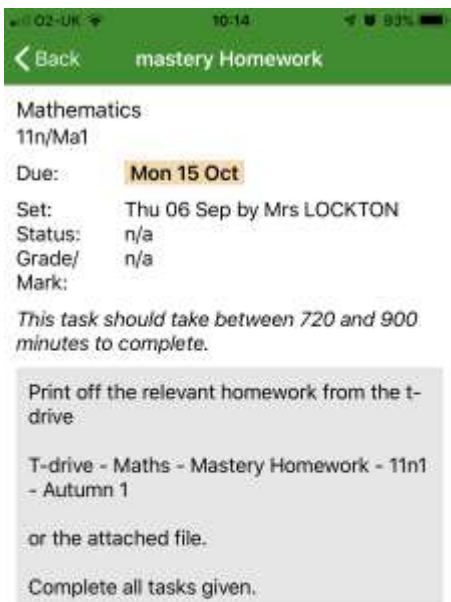 O2-UK 10:14 93%
Back mastery Homework
Mathematics
11n/Ma1
Due: Mon 15 Oct
Set: Thu 06 Sep by Mrs LOCKTON
Status: n/a
Grade/ n/a
Mark:
This task should take between 720 and 900
minutes to complete.
Print off the relevant homework from the t-
drive
T-drive - Maths - Mastery Homework - 11n1
- Autumn 1
or the attached file.
Complete all tasks given.